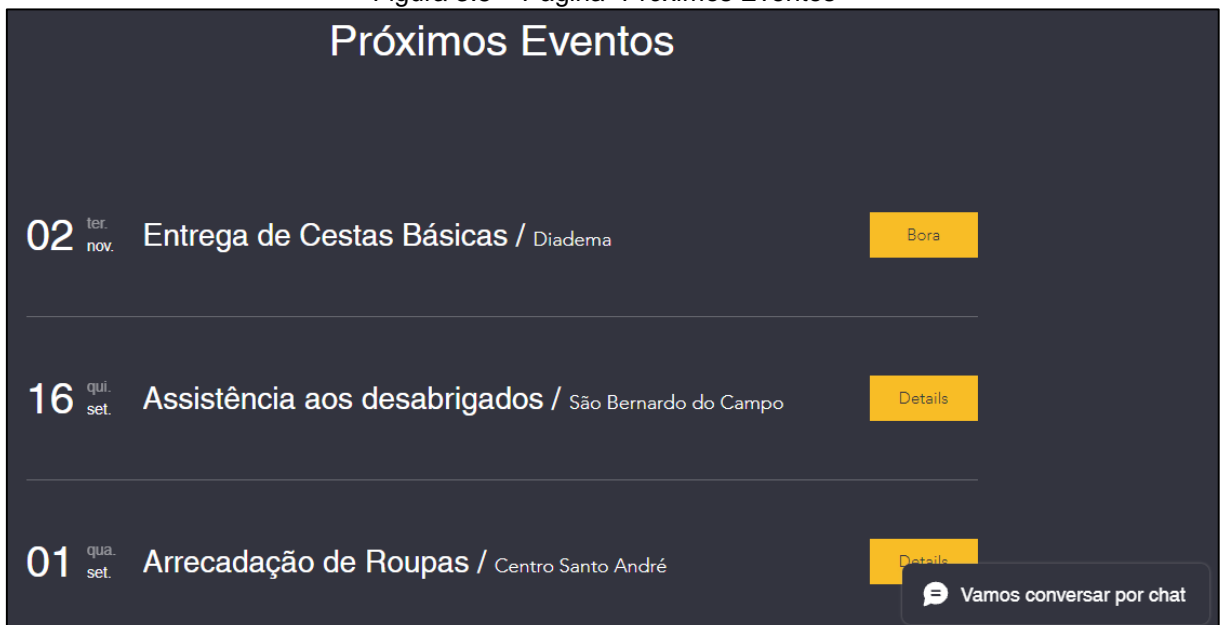 Próximos Eventos
02 ter. nov. Entrega de Cestas Básicas / Diadema Bora
16 qui. set. Assistência aos desabrigados / São Bernardo do Campo Details
01 qua. set. Arrecadação de Roupas / Centro Santo André Details
Vamos conversar por chat